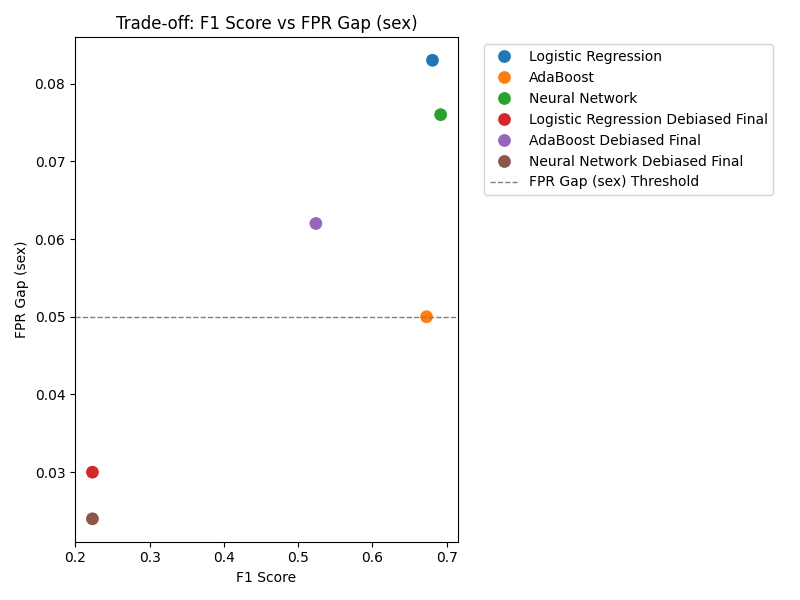 Trade-off: F1 Score vs FPR Gap (sex)
Logistic Regression
AdaBoost
Neural Network
Logistic Regression Debiased Final
AdaBoost Debiased Final
Neural Network Debiased Final
FPR Gap (sex) Threshold
FPR Gap (sex)
0.08
0.07
0.06
0.05
0.04
0.03
0.2 0.3 0.4 0.5 0.6 0.7
F1 Score